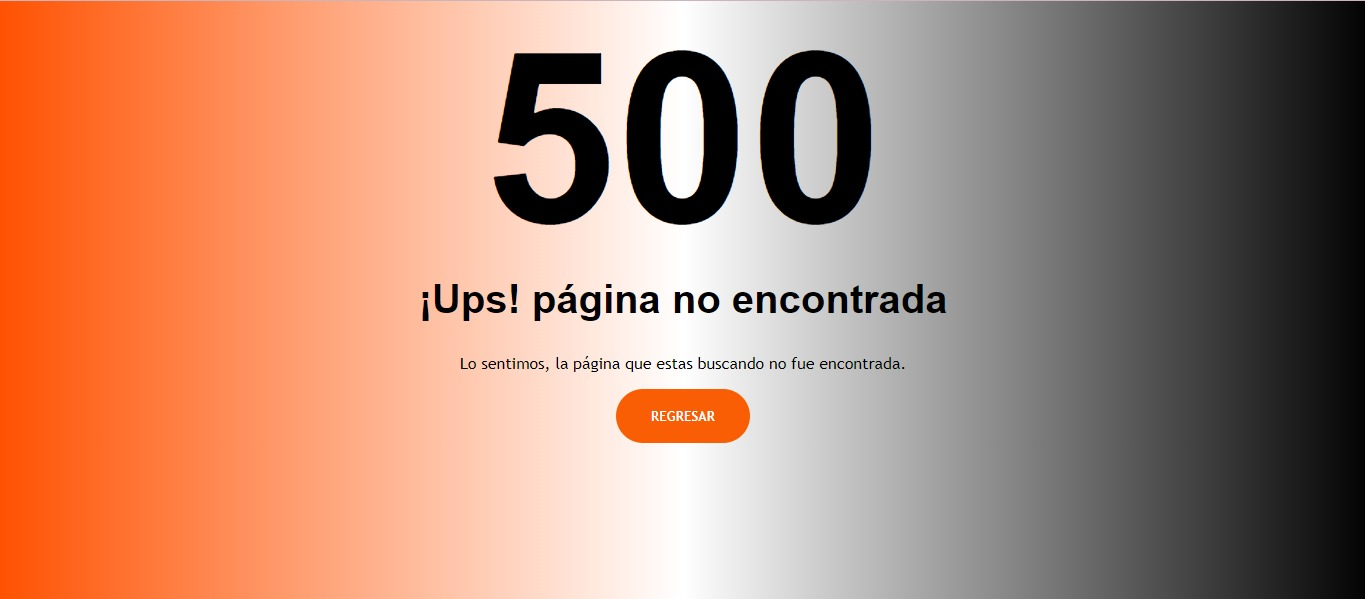 500
¡Ups! página no encontrada
Lo sentimos, la página que estas buscando no fue encontrada.
REGRESAR